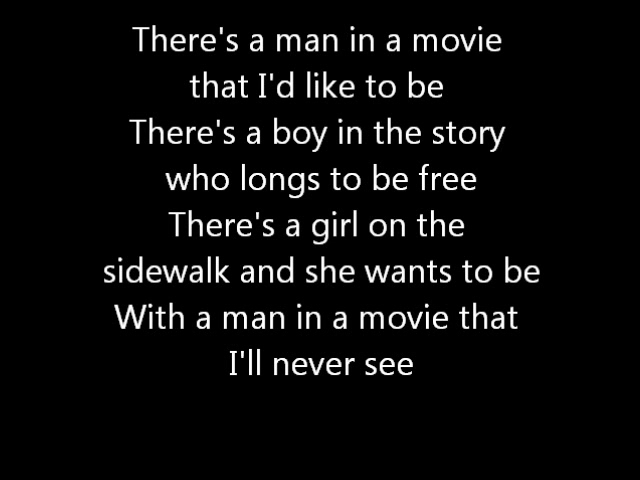 There's a man in a movie
that I'd like to be
There's a boy in the story
who longs to be free
There's a girl on the
sidewalk and she wants to be
With a man in a movie that
I'll never see